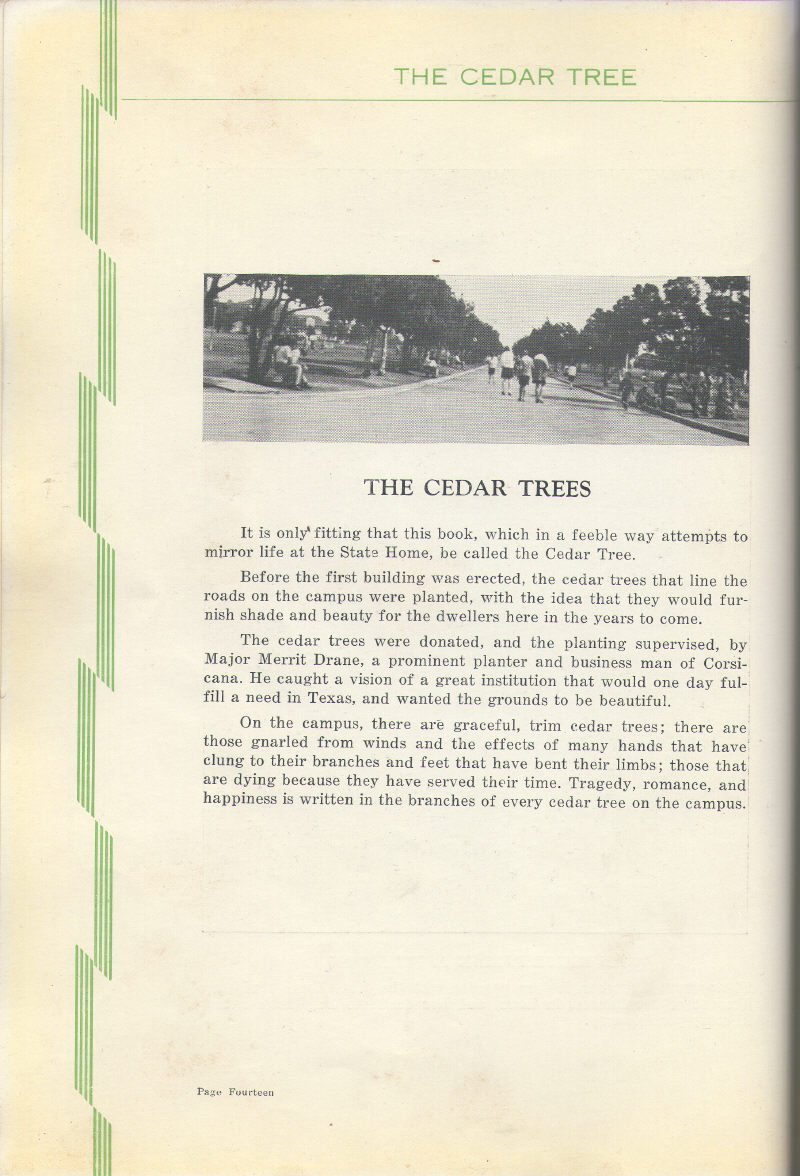 THE CEDAR TREE
THE CEDAR TREES
It is only fitting that this book, which in a feeble way attempts to
mirror life at the State Home, be called the Cedar Tree.
Before the first building was erected, the cedar trees that line the
roads on the campus were planted, with the idea that they would fur-
nish shade and beauty for the dwellers here in the years to come.
The cedar trees were donated, and the planting supervised, by
Major Merrit Drane, a prominent planter and business man of Corsi-
cana. He caught a vision of a great institution that would one day ful-
fill a need in Texas, and wanted the grounds to be beautiful.
On the campus, there are graceful, trim cedar trees; there are
those gnarled from winds and the effects of many hands that have
clung to their branches and feet that have bent their limbs; those that
are dying because they have served their time. Tragedy, romance, and
happiness is written in the branches of every cedar tree on the campus.
Page Fourteen